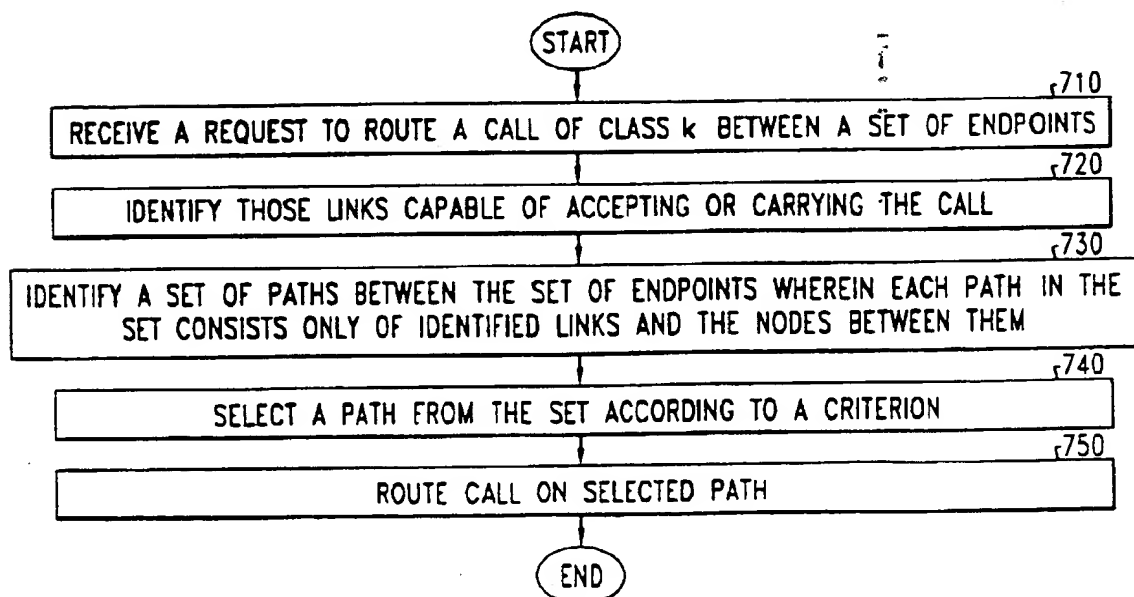 START
710
RECEIVE A REQUEST TO ROUTE A CALL OF CLASS k BETWEEN A SET OF ENDPOINTS
720
IDENTIFY THOSE LINKS CAPABLE OF ACCEPTING OR CARRYING THE CALL
730
IDENTIFY A SET OF PATHS BETWEEN THE SET OF ENDPOINTS WHEREIN EACH PATH IN THE
SET CONSISTS ONLY OF IDENTIFIED LINKS AND THE NODES BETWEEN THEM
740
SELECT A PATH FROM THE SET ACCORDING TO A CRITERION
750
ROUTE CALL ON SELECTED PATH
END